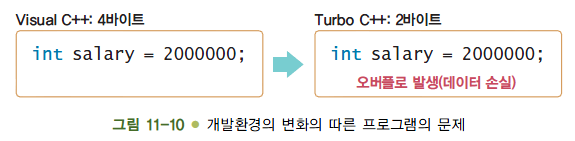 Visual C++: 4바이트
int salary = 2000000;
Turbo C++: 2바이트
int salary = 2000000;
오버플로 발생(데이터 손실)
그림 11-10 ● 개발환경의 변화의 따른 프로그램의 문제